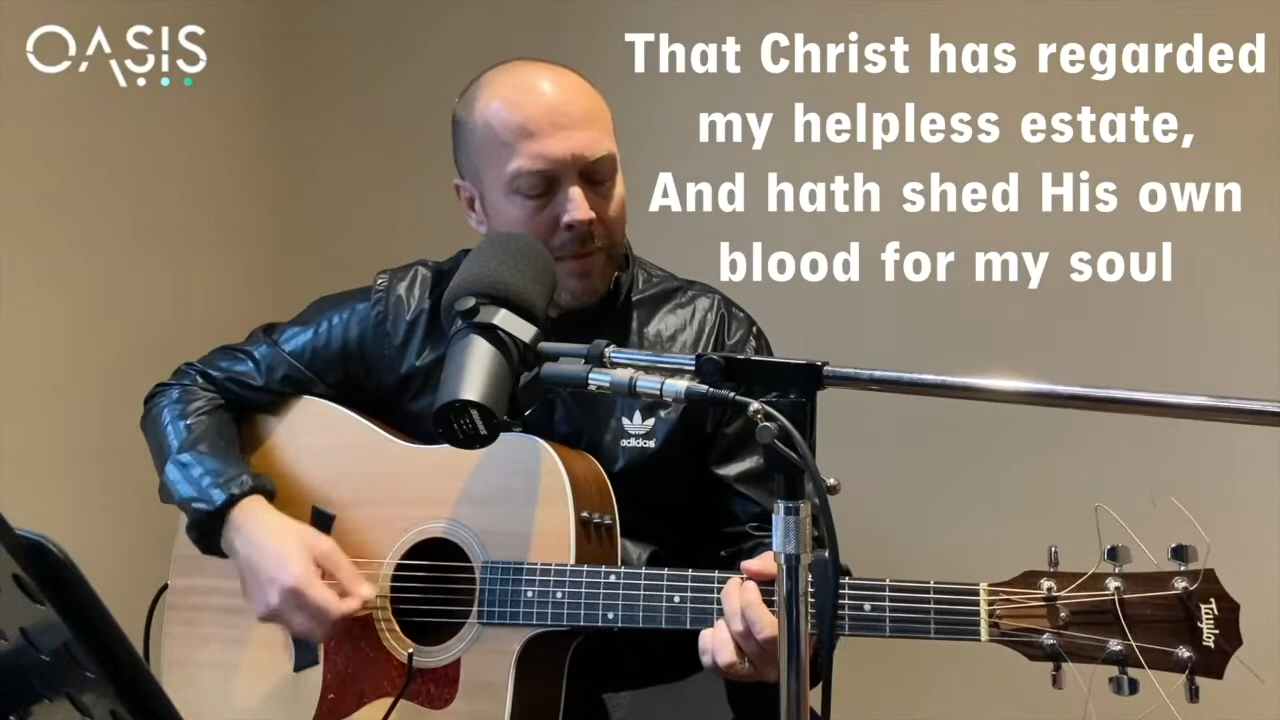 OASIS
That Christ has regarded
my helpless estate,
And hath shed His own
blood for my soul
adidas
Taylor